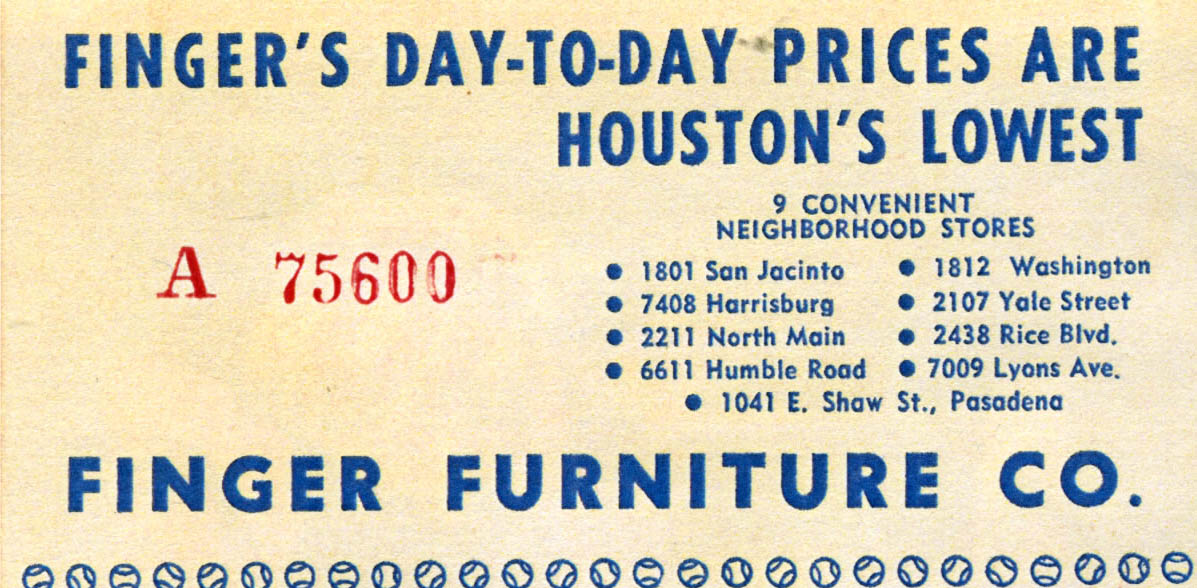 FINGER'S DAY-TO-DAY PRICES ARE
HOUSTON'S LOWEST
9 CONVENIENT
NEIGHBORHOOD STORES
A 75600
• 1801 San Jacinto • 1812 Washington
• 7408 Harrisburg • 2107 Yale Street
• 2211 North Main • 2438 Rice Blvd.
• 6611 Humble Road • 7009 Lyons Ave.
• 1041 E. Shaw St., Pasadena
FINGER FURNITURE CO.